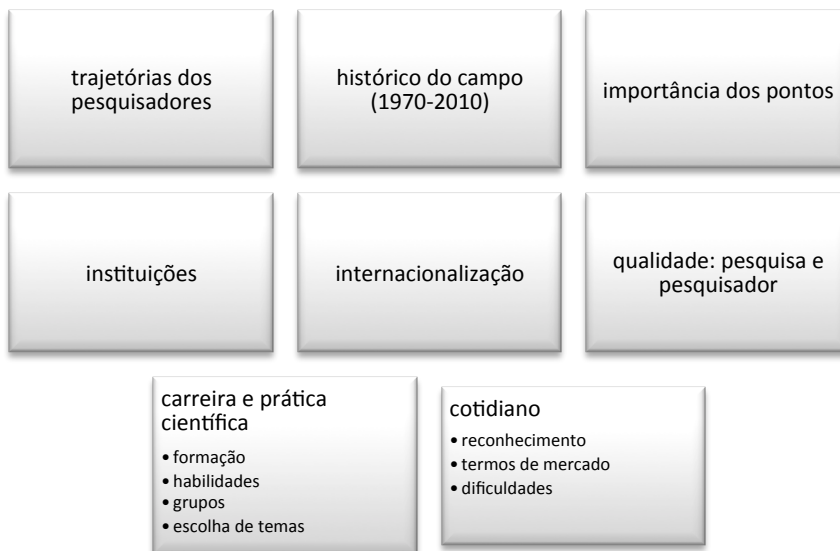 trajetórias dos
pesquisadores
histórico do campo
(1970-2010)
importância dos pontos
instituições
internacionalização
qualidade: pesquisa e
pesquisador
carreira e prática
científica
• formação
• habilidades
• grupos
• escolha de temas
cotidiano
• reconhecimento
• termos de mercado
• dificuldades